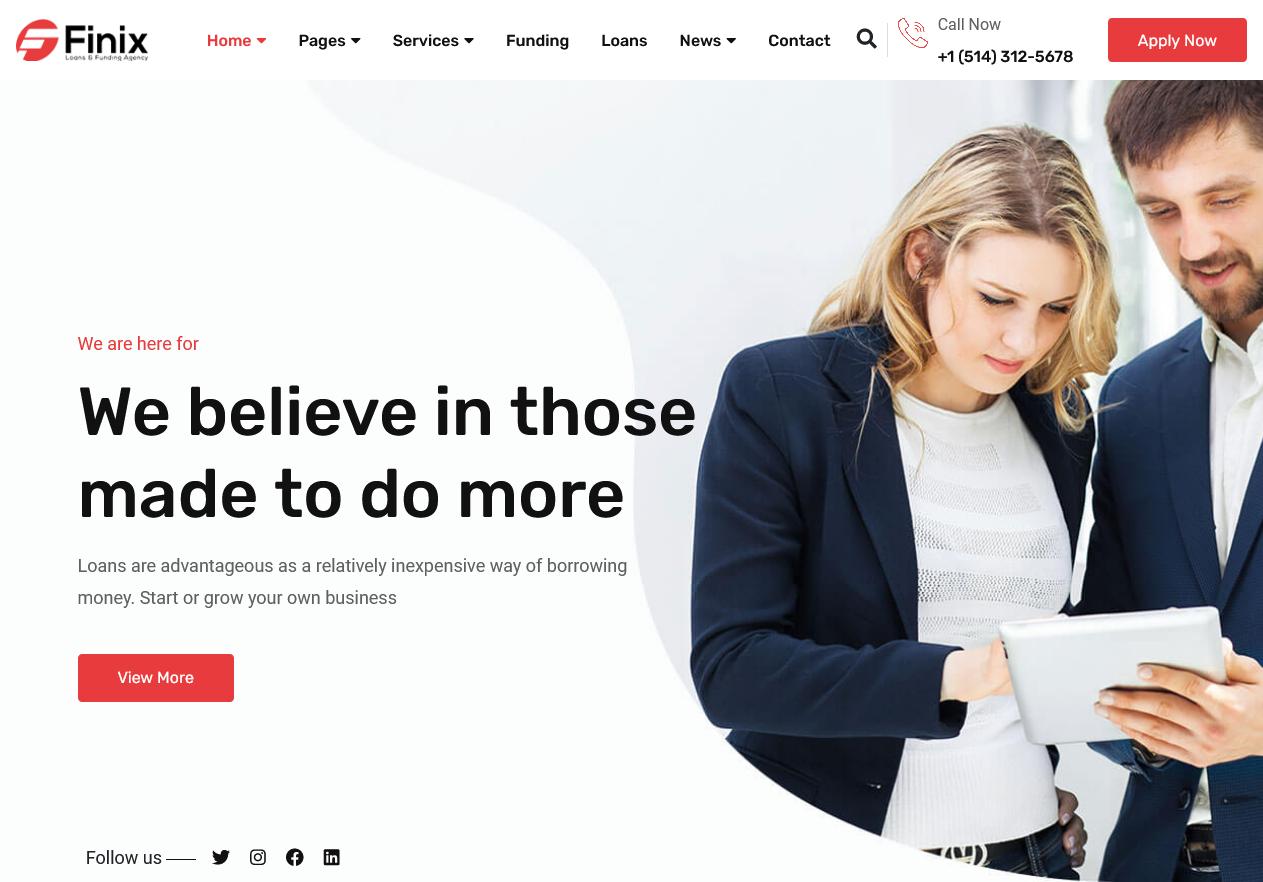 Finix
Loans & Funding Agency
Home
Pages
Services
Funding
Loans
News
Contact
Call Now
+1 (514) 312-5678
Apply Now
We are here for
We believe in those
made to do more
Loans are advantageous as a relatively inexpensive way of borrowing
money. Start or grow your own business
View More
Follow us